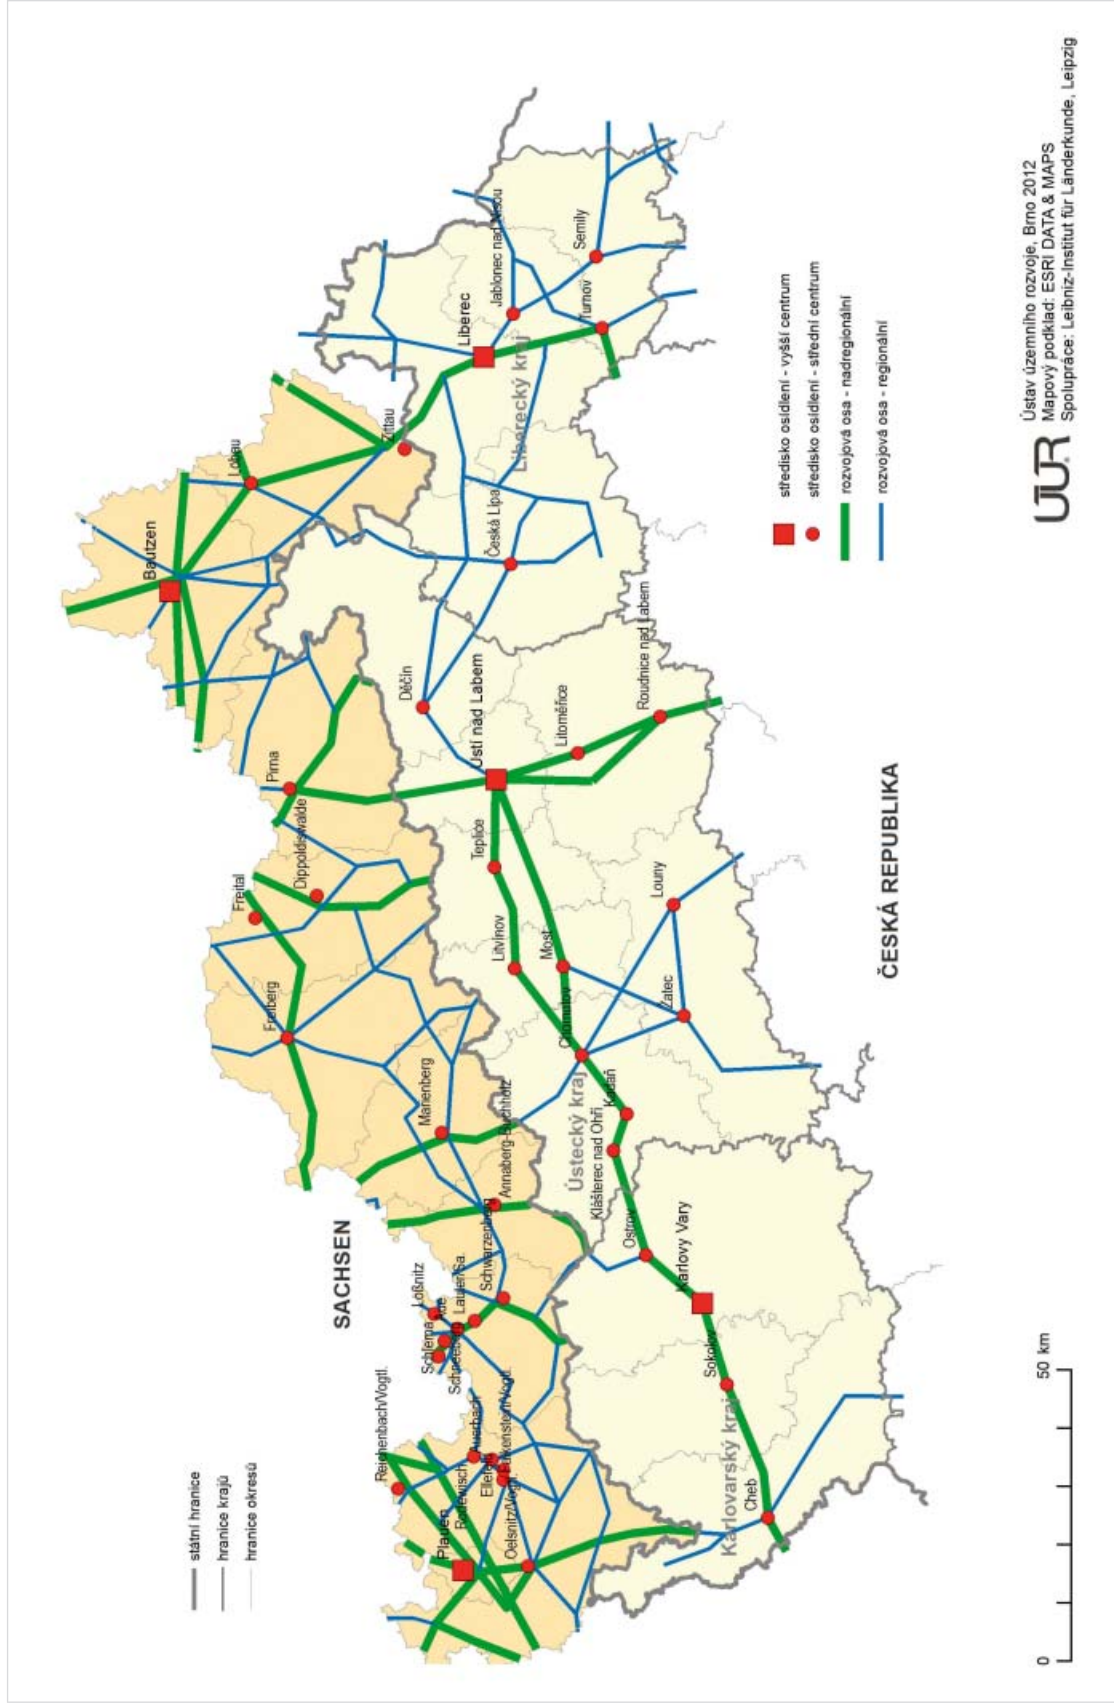 státní hranice
hranice krajů
hranice okresů
Bautzen
Löbau
Freital
Freiberg
Pirna
Dippoldiswalde
SACHSEN
Reichenbach/Vogtl.
Zittau
Děčín
Lößnitz
Marienberg
Schlema
Aue
Plauen
Schneeberg
Lauter/Sa.
Rodewisch
Liberec
Auerbach
Ústí nad Labem
Teplice
Schwarzenberg
Ellefeld
Česká Lípa
Jablonec nad Nisou
Litvínov
Falkenstein/Vogtl.
Annaberg-Buchholz
Oelsnitz/Vogtl.
Liberecký kraj
Most
Litoměřice
Chomutov
Ústecký kraj
Semily
Turnov
Klášterec nad Ohří
Kadaň
Ostrov
Roudnice nad Labem
Louny
Žatec
Karlovy Vary
Sokolov
Karlovarský kraj
Cheb
středisko osídlení - vyšší centrum
středisko osídlení - střední centrum
rozvojová osa - nadregionální
rozvojová osa - regionální
ČESKÁ REPUBLIKA
0
50 km
UUR
Ústav územního rozvoje, Brno 2012
Mapový podklad: ESRI DATA & MAPS
Spolupráce: Leibniz-Institut für Länderkunde, Leipzig